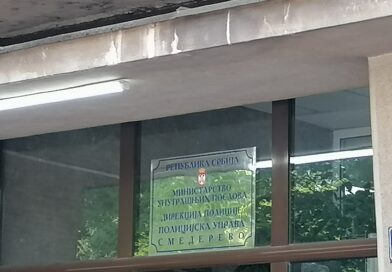 РЕПУБЛИКА СРБИЈА
МИНИСТАРСТВО
УНУТРАШЊИХ ПОСЛОВА
ДИРЕКЦИЈА ПОЛИЦИЈЕ
ПОЛИЦИЈСКА УПРАВА
СМЕДЕРЕВО